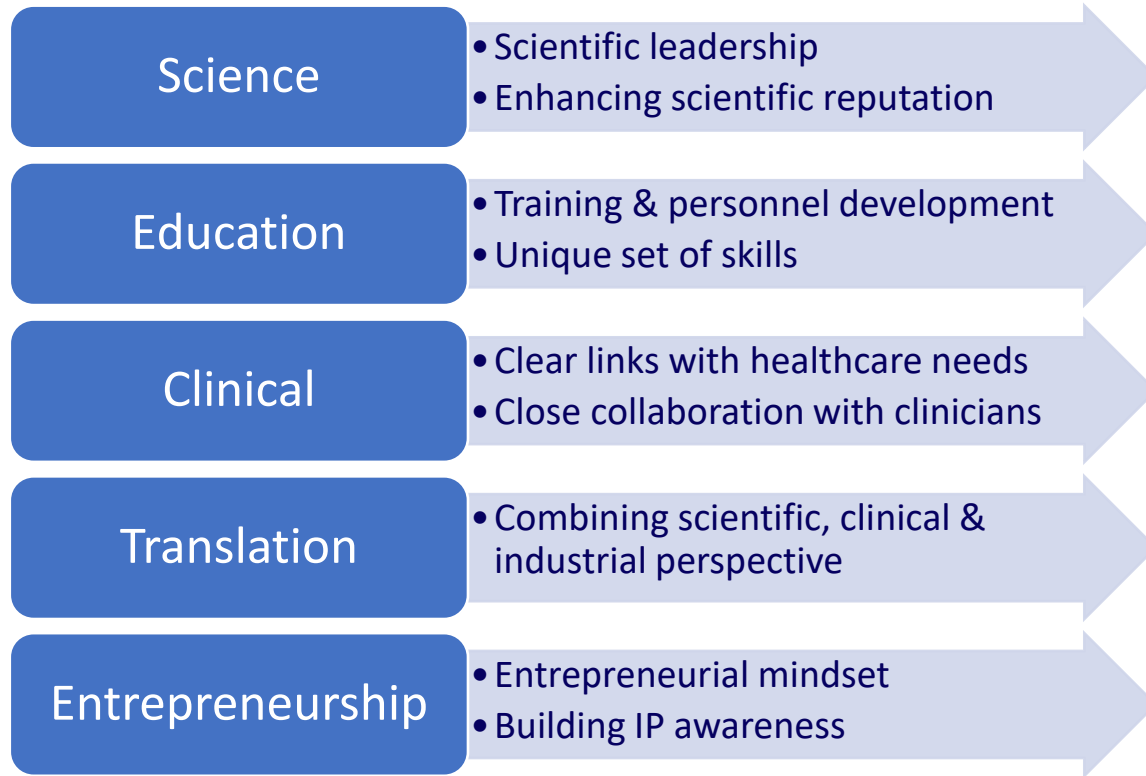 Science
• Scientific leadership
• Enhancing scientific reputation
Education
• Training & personnel development
• Unique set of skills
Clinical
• Clear links with healthcare needs
• Close collaboration with clinicians
Translation
• Combining scientific, clinical &
industrial perspective
Entrepreneurship
• Entrepreneurial mindset
• Building IP awareness